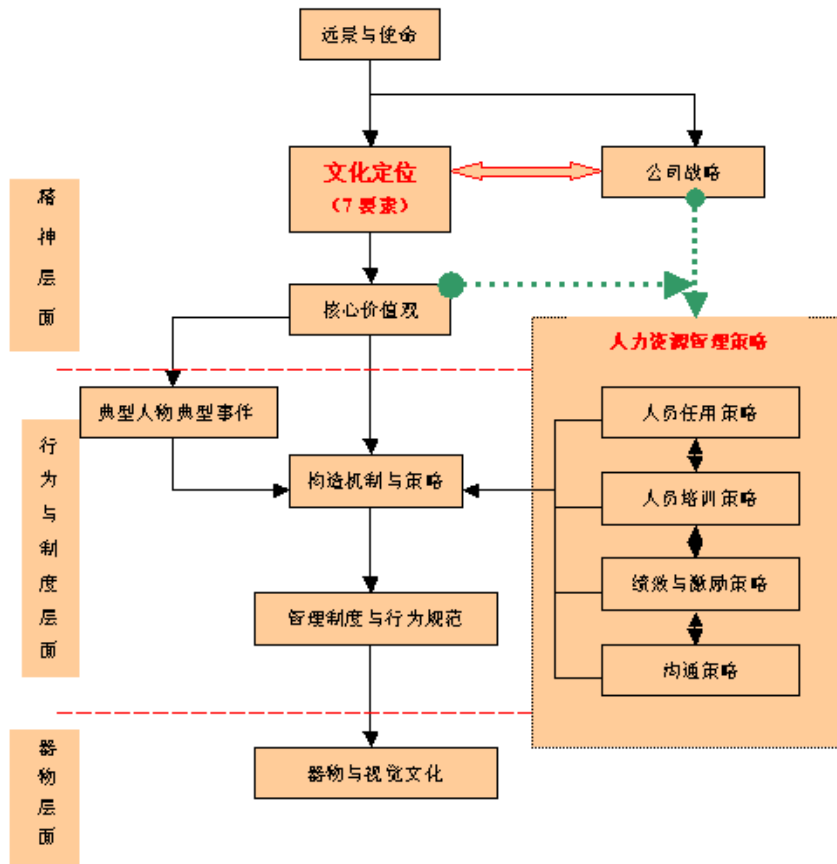 远景与使命
文化定位
（7 要素）
公司战略
精神层面
核心价值观
人力资源管理策略
典型人物典型事件
人员任用策略
行为与制度层面
构造机制与策略
人员培训策略
绩效与激励策略
管理制度与行为规范
沟通策略
器物层面
器物与视觉文化